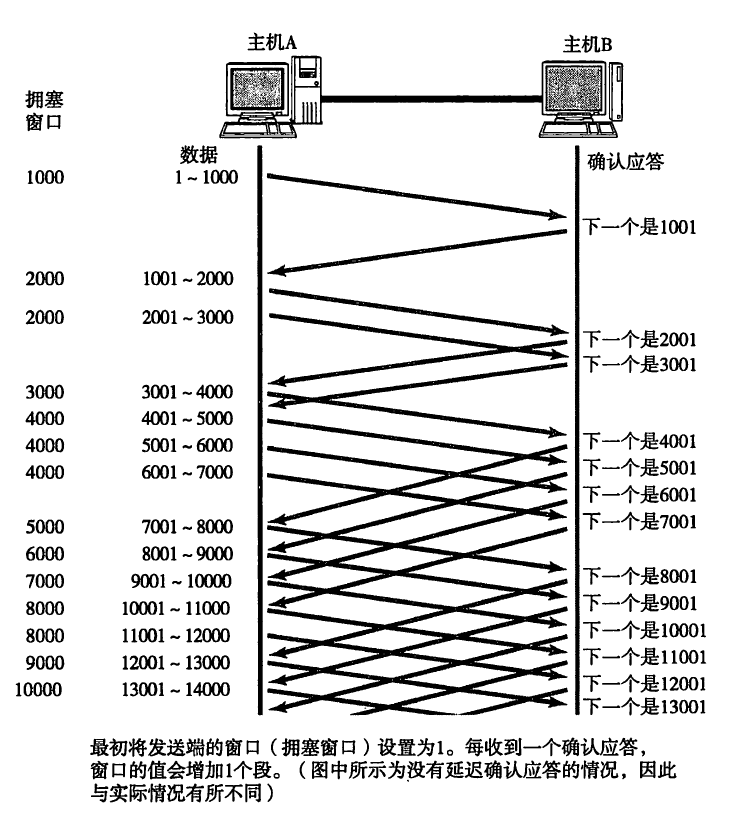 主机A 主机B
拥塞
窗口
数据 确认应答
1000 1~1000
下一个是1001
2000 1001~2000
2000 2001~3000
下一个是2001
下一个是3001
3000 3001~4000
4000 4001~5000
下一个是4001
4000 5001~6000
下一个是5001
4000 6001~7000
下一个是6001
下一个是7001
5000 7001~8000
6000 8001~9000
下一个是8001
7000 9001~10000
下一个是9001
8000 10001~11000
下一个是10001
8000 11001~12000
下一个是11001
9000 12001~13000
下一个是12001
10000 13001~14000
下一个是13001
最初将发送端的窗口(拥塞窗口)设置为1。每收到一个确认应答,
窗口的值会增加1个段。(图中所示为没有延迟确认应答的情况,因此
与实际情况有所不同)